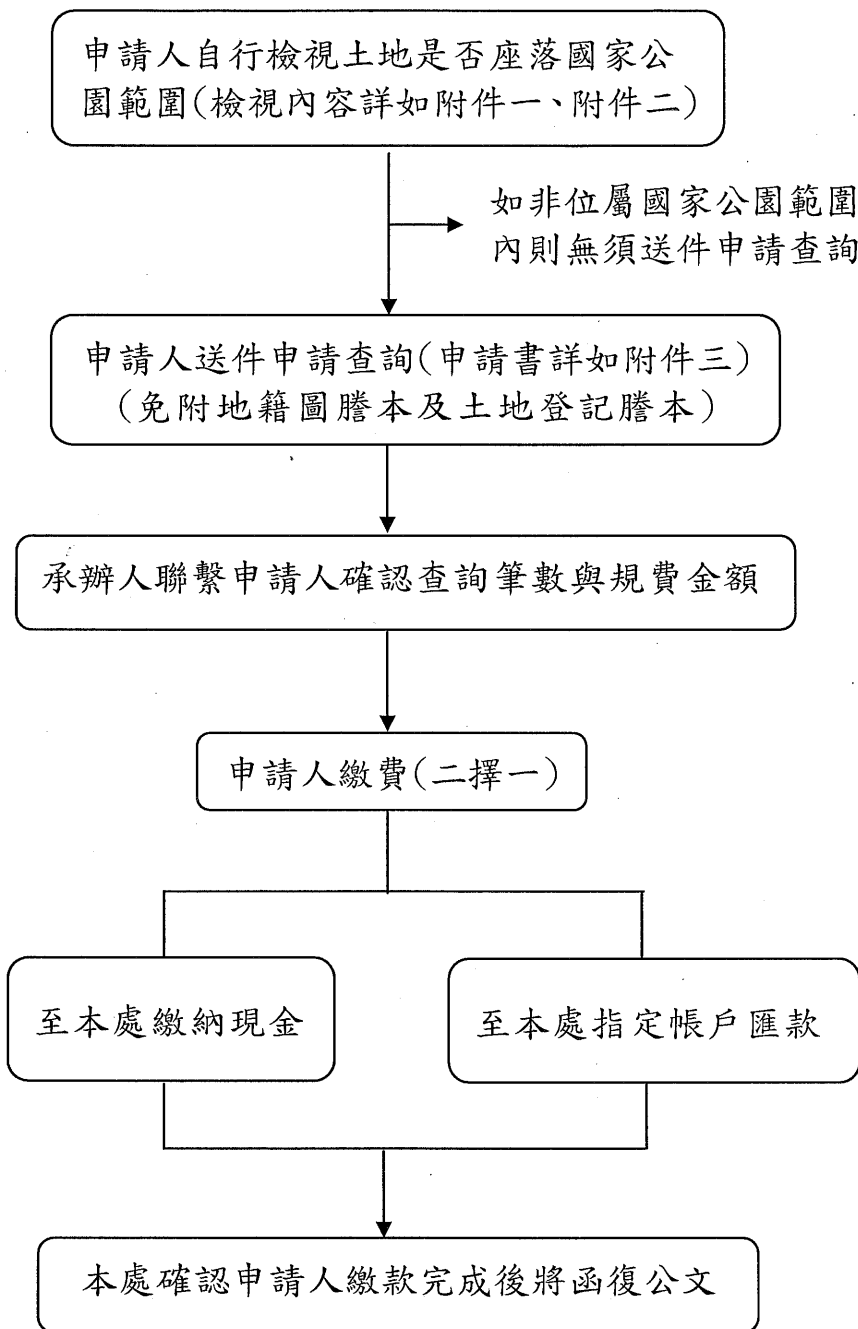 申請人自行檢視土地是否座落國家公
園範圍(檢視內容詳如附件一、附件二)
如非位屬國家公園範圍
內則無須送件申請查詢
申請人送件申請查詢(申請書詳如附件三)
(免附地籍圖謄本及土地登記謄本)
承辦人聯繫申請人確認查詢筆數與規費金額
申請人繳費(二擇一)
至本處繳納現金
至本處指定帳戶匯款
本處確認申請人繳款完成後將函復公文